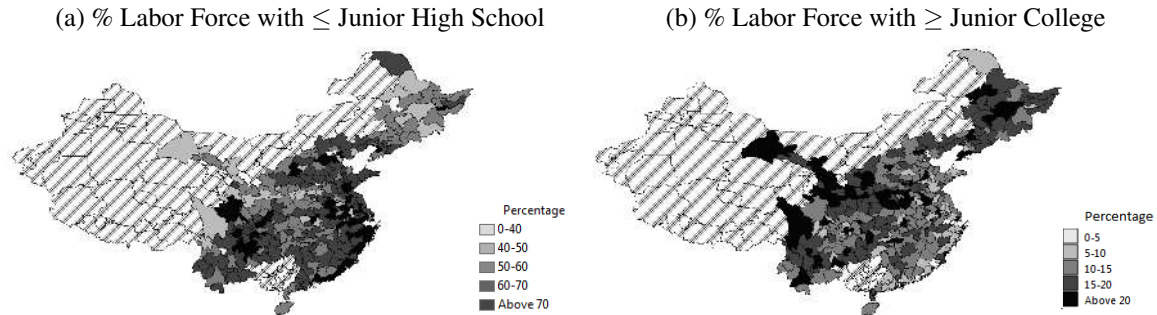 (a) % Labor Force with ≤ Junior High School
(b) % Labor Force with ≥ Junior College
Percentage
0-40
40-50
50-60
60-70
Above 70
Percentage
0-5
5-10
10-15
15-20
Above 20